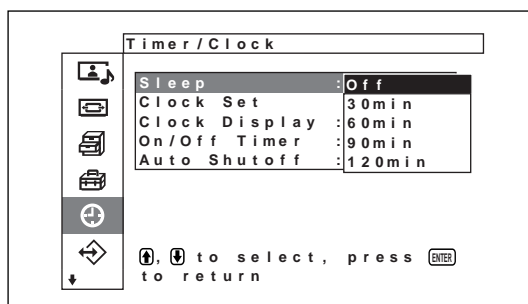 Timer/Clock
Sleep : Off
Clock Set 30min
Clock Display : 60min
On/Off Timer : 90min
Auto Shutoff : 120min
, to select, press ENTER
to return